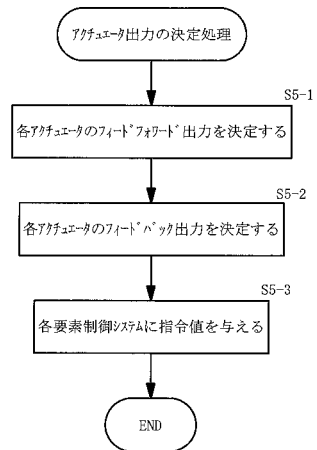 アクチュエータ出力の決定処理
S5-1
各アクチュエータのフィードフォワード出力を決定する
S5-2
各アクチュエータのフィードバック出力を決定する
S5-3
各要素制御システムに指令値を与える
END